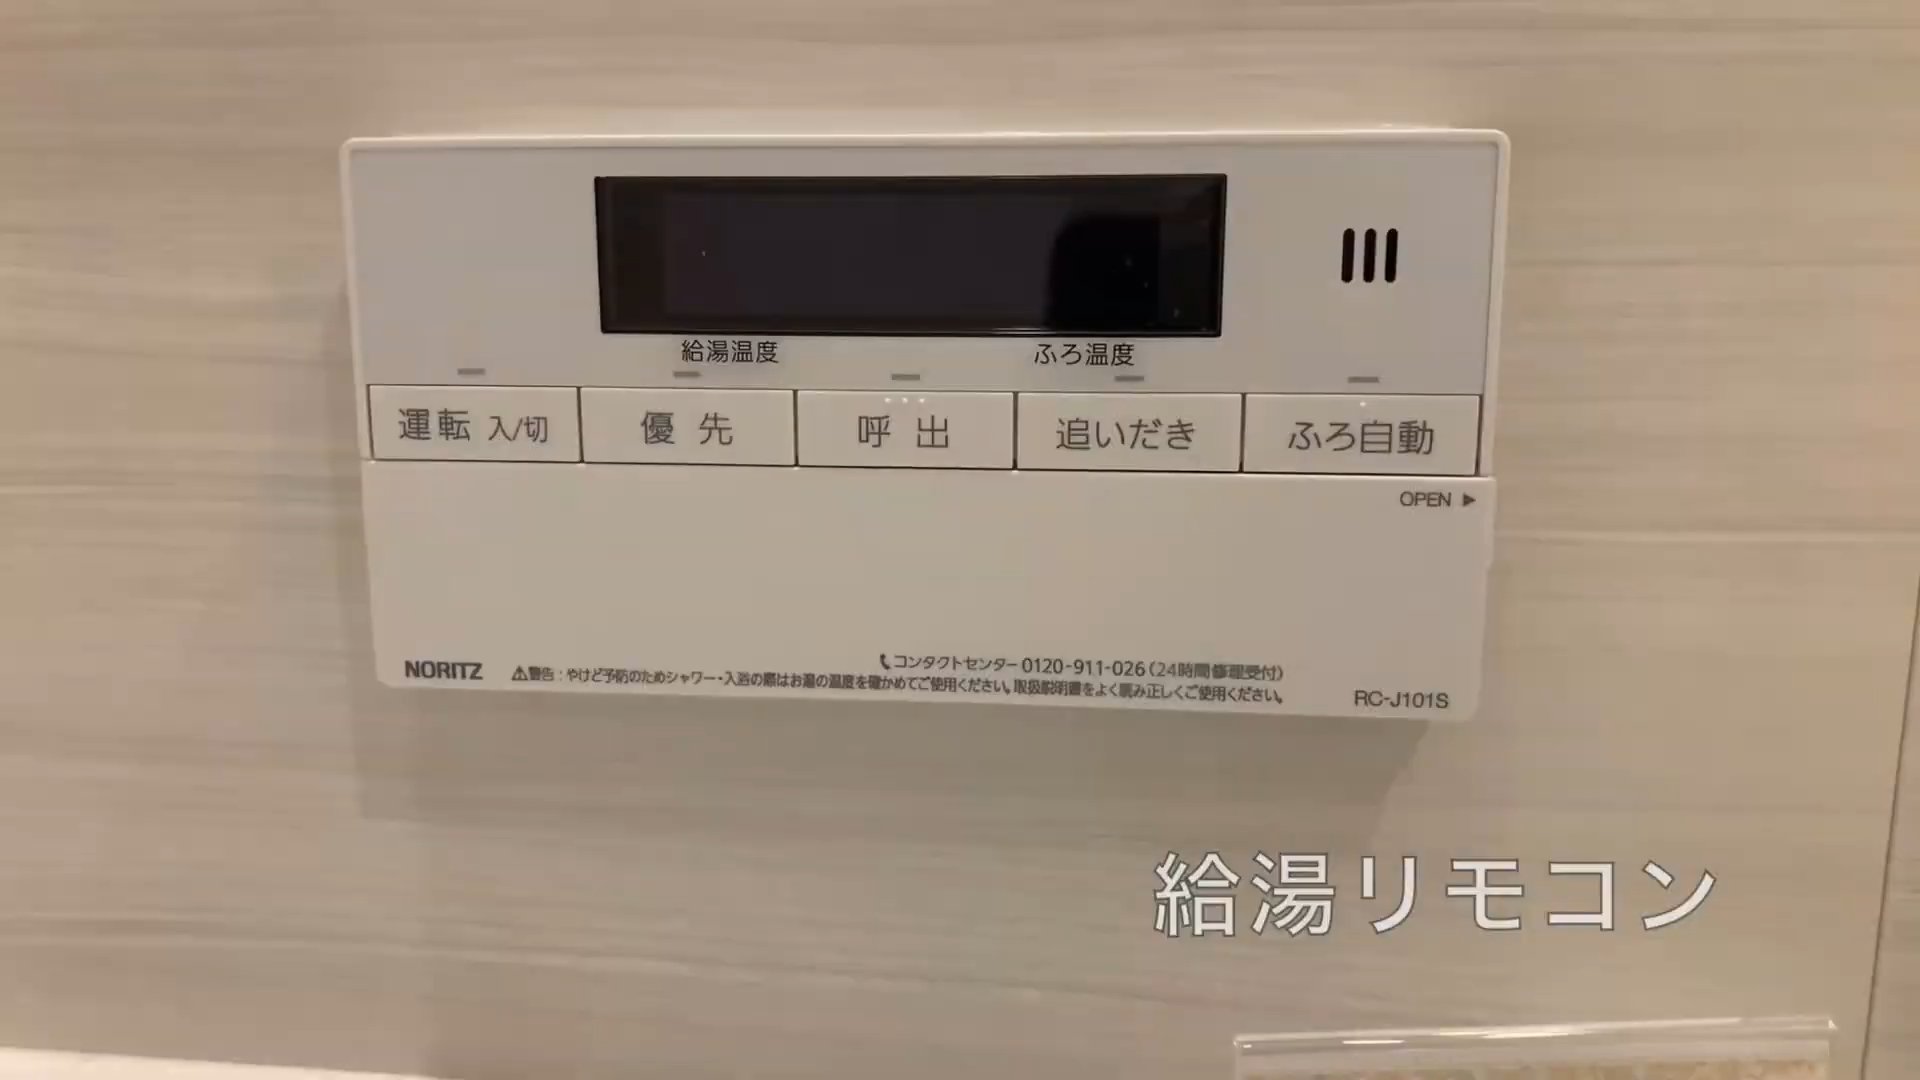 給湯温度 ふろ温度
運転 入/切 優先 呼出 追いだき ふろ自動
OPEN ▶
コンタクトセンター 0120-911-026(24時間修理受付)
NORITZ ⚠警告:やけど予防のためシャワー・入浴の際はお湯の温度を確かめてご使用ください。取扱説明書をよく読み正しくご使用ください。
RC-J101S
給湯リモコン